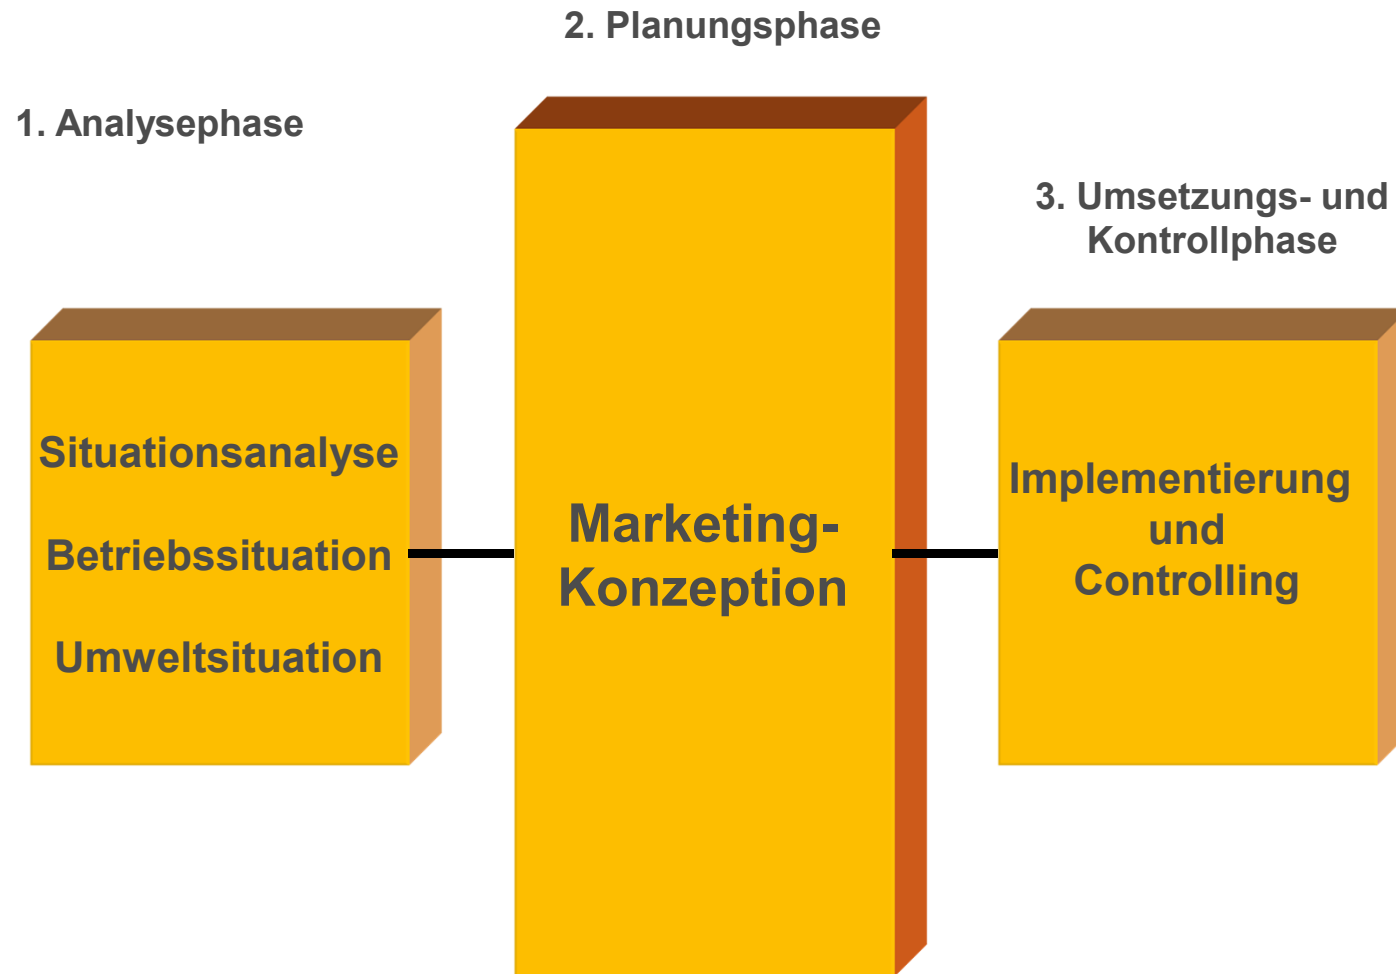 2. Planungsphase
1. Analysephase
3. Umsetzungs- und
Kontrollphase
Situationsanalyse
Betriebssituation
Umweltsituation
Marketing-
Konzeption
Implementierung
und
Controlling